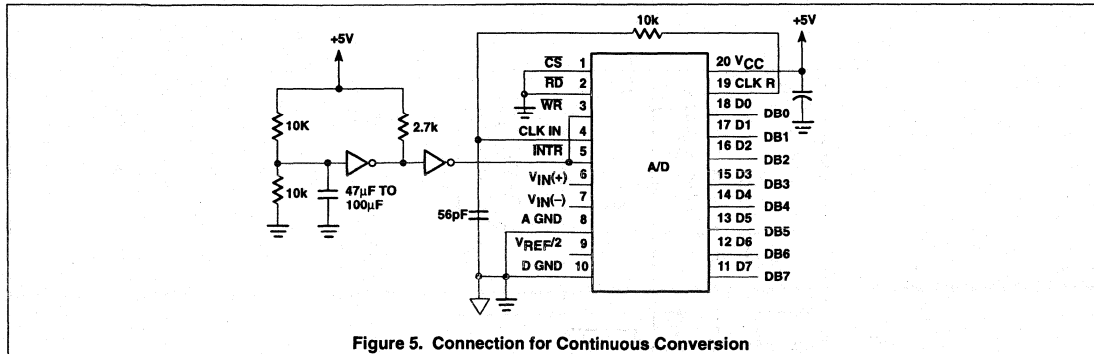 10k
+5V
+5V
CS 1
RD 2
WR 3
CLK IN 4
INTR 5
VIN(+) 6
VIN(–) 7
A GND 8
VREF/2 9
D GND 10
A/D
20 VCC
19 CLK R
18 D0
DB0
17 D1
DB1
16 D2
DB2
15 D3
DB3
14 D4
DB4
13 D5
DB5
12 D6
DB6
11 D7
DB7
10K
2.7k
10k
47µF TO
100µF
56pF
Figure 5. Connection for Continuous Conversion